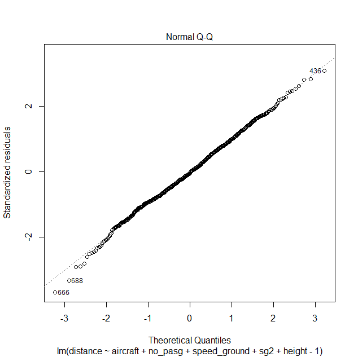 Normal Q-Q
436
2
0
-2
688
666
-3 -2 -1 0 1 2 3
Standardized residuals
Theoretical Quantiles
lm(distance ~ aircraft + no_pasg + speed_ground + sg2 + height - 1)